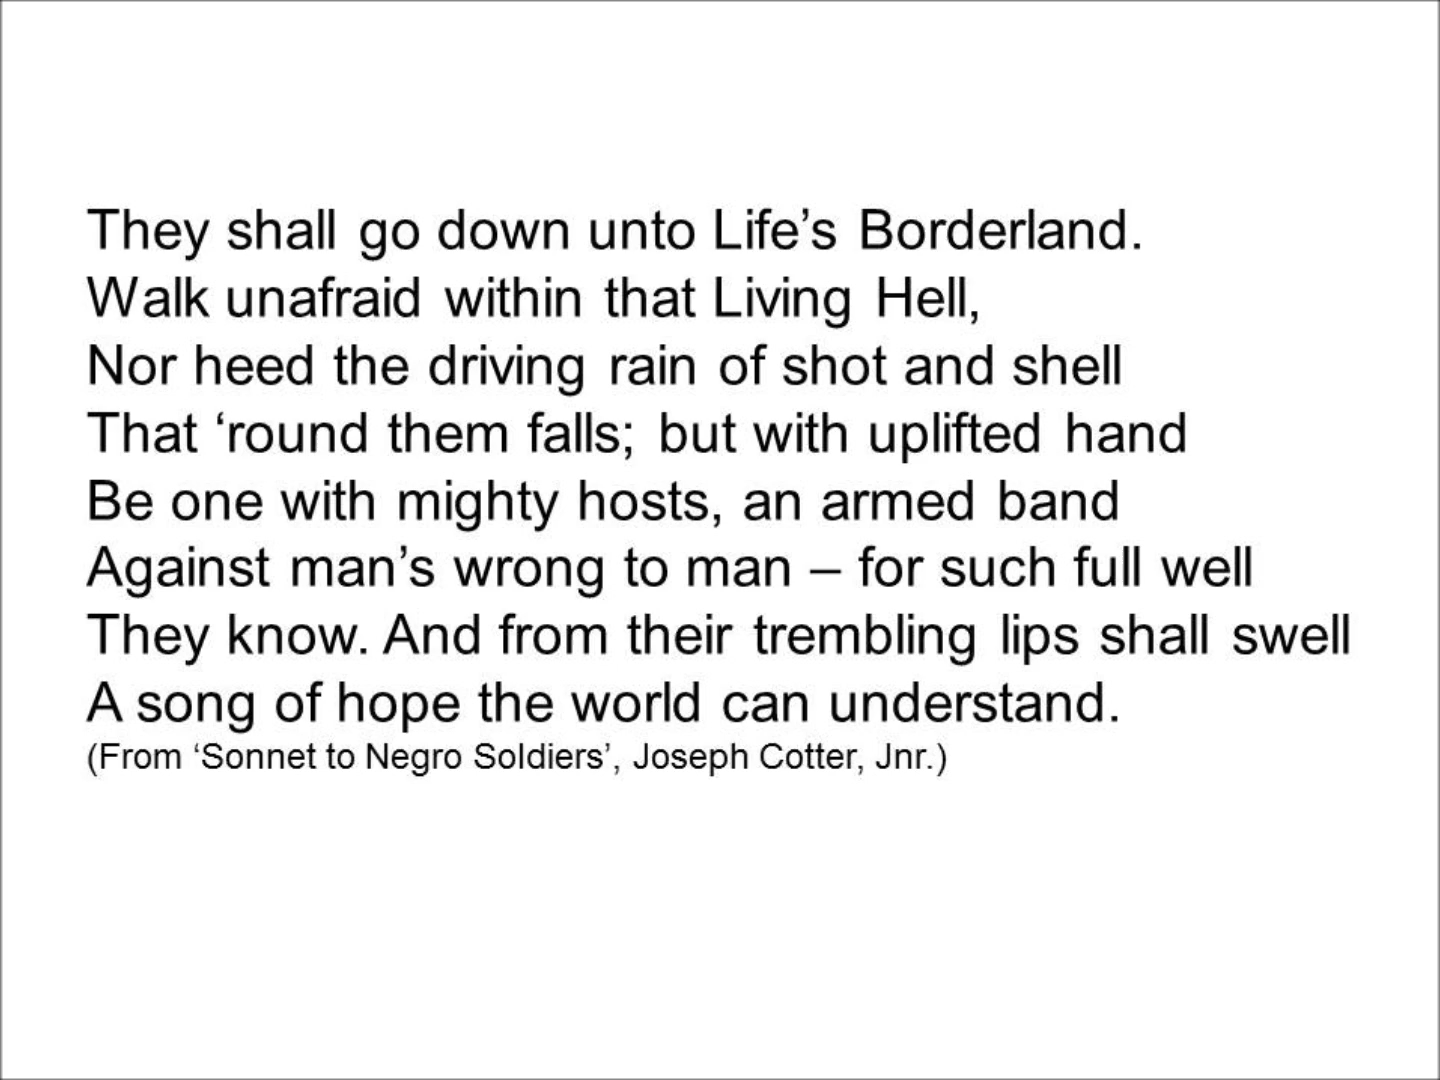 They shall go down unto Life’s Borderland.
Walk unafraid within that Living Hell,
Nor heed the driving rain of shot and shell
That ‘round them falls; but with uplifted hand
Be one with mighty hosts, an armed band
Against man’s wrong to man – for such full well
They know. And from their trembling lips shall swell
A song of hope the world can understand.
(From ‘Sonnet to Negro Soldiers’, Joseph Cotter, Jnr.)